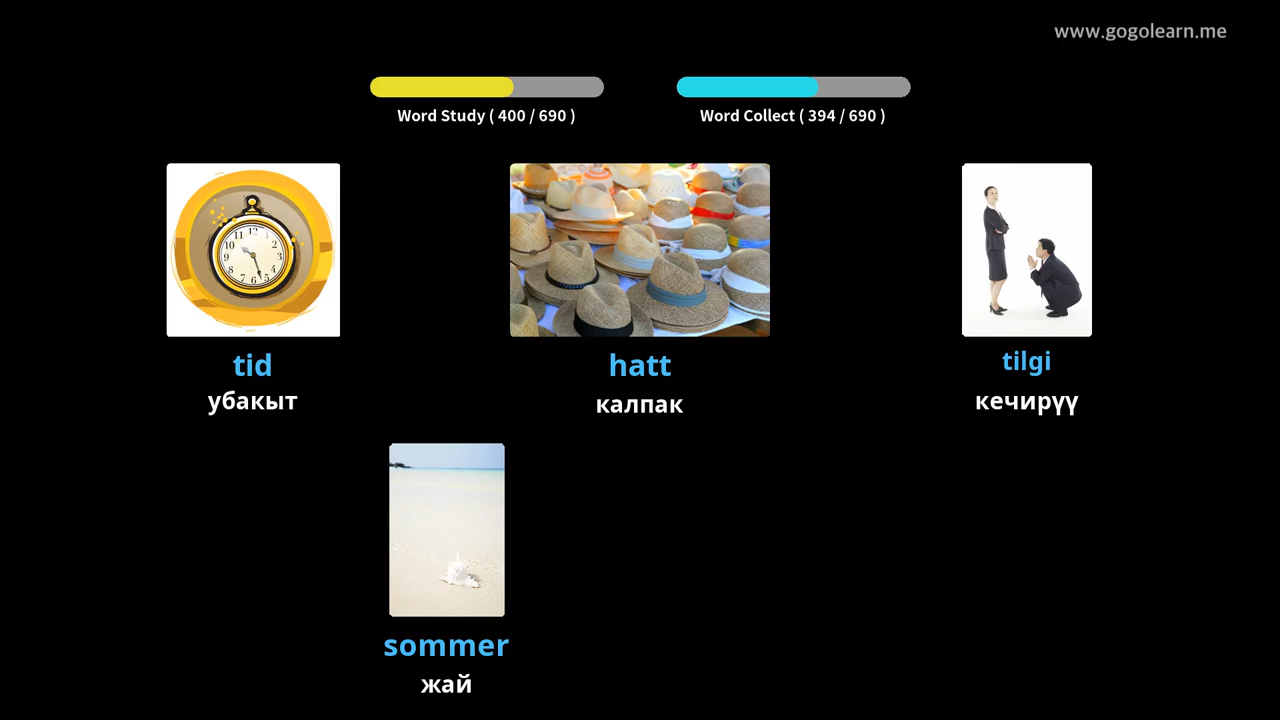 www.gogolearn.me
Word Study ( 400 / 690 )
Word Collect ( 394 / 690 )
tid
убакыт
hatt
калпак
tilgi
кечирүү
sommer
жай